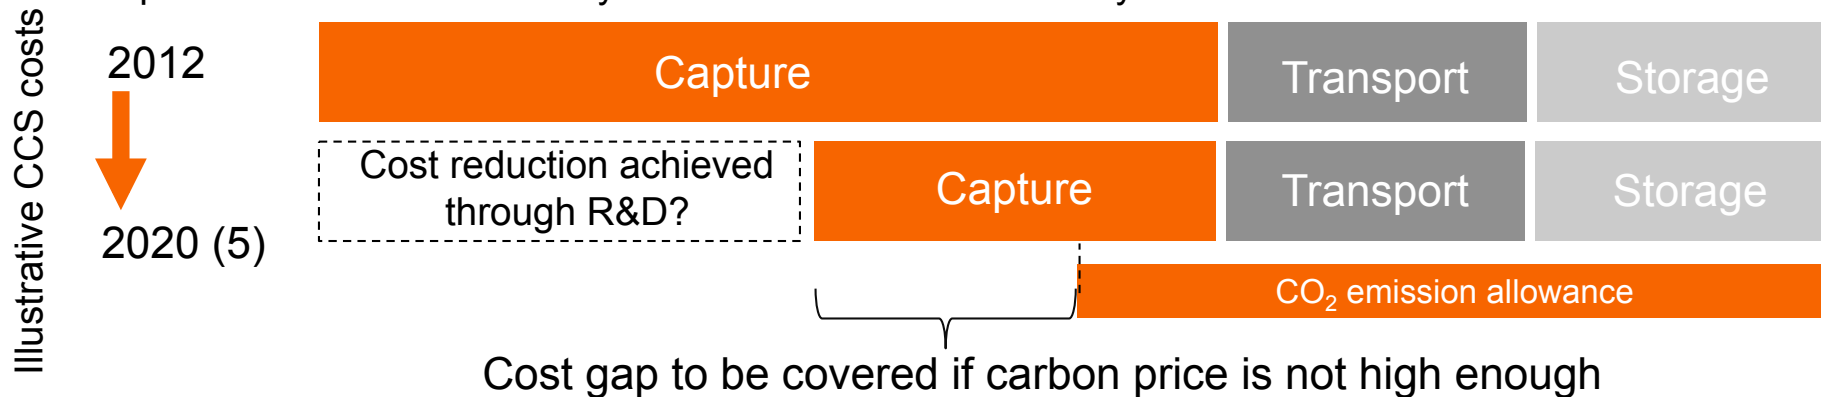 Illustrative CCS costs
2012
Capture
Transport
Storage
Cost reduction achieved
through R&D?
Capture
Transport
Storage
2020 (5)
CO₂ emission allowance
Cost gap to be covered if carbon price is not high enough